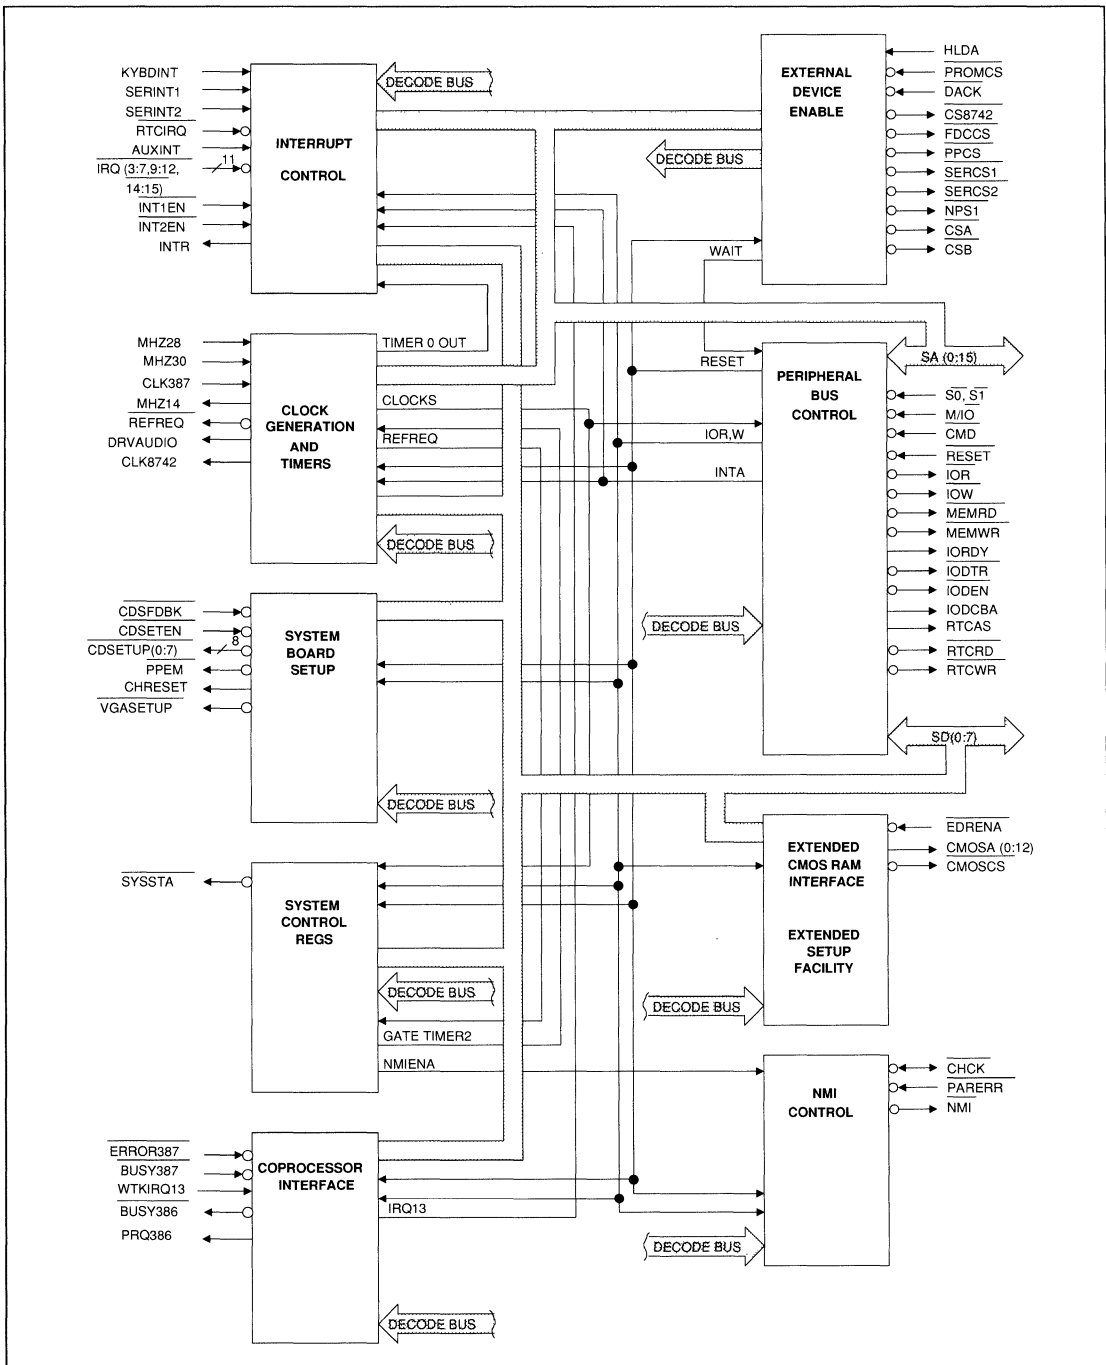 KYBDINT
SERINT1
SERINT2
RTCIRQ
AUXINT
IRQ (3:7,9:12,
14:15)
11
INT1EN
INT2EN
INTR
INTERRUPT
CONTROL
DECODE BUS
EXTERNAL
DEVICE
ENABLE
DECODE BUS
WAIT
HLDA
PROMCS
DACK
CS8742
FDCCS
PPCS
SERCS1
SERCS2
NPS1
CSA
CSB
MHZ28
MHZ30
CLK387
MHZ14
REFREQ
DRVAUDIO
CLK8742
CLOCK
GENERATION
AND
TIMERS
TIMER 0 OUT
CLOCKS
REFREQ
DECODE BUS
RESET
IOR,W
INTA
PERIPHERAL
BUS
CONTROL
DECODE BUS
SA (0:15)
S0, S1
M/IO
CMD
RESET
IOR
IOW
MEMRD
MEMWR
IORDY
IODTR
IODEN
IODCBA
RTCAS
RTCRD
RTCWR
SD(0:7)
CDSFDBK
CDSETEN
CDSETUP(0:7)
8
PPEM
CHRESET
VGASETUP
SYSTEM
BOARD
SETUP
DECODE BUS
EXTENDED
CMOS RAM
INTERFACE
EXTENDED
SETUP
FACILITY
DECODE BUS
EDRENA
CMOSA (0:12)
CMOSCS
SYSSTA
SYSTEM
CONTROL
REGS
DECODE BUS
GATE TIMER2
NMIENA
NMI
CONTROL
DECODE BUS
CHCK
PARERR
NMI
ERROR387
BUSY387
WTKIRQ13
BUSY386
PRQ386
COPROCESSOR
INTERFACE
IRQ13
DECODE BUS